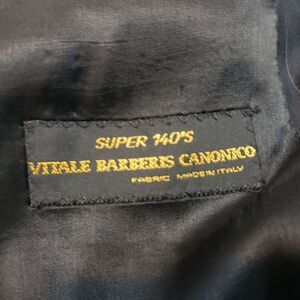 SUPER 140'S
VITALE BARBERIS CANONICO
FABRIC MADE IN ITALY